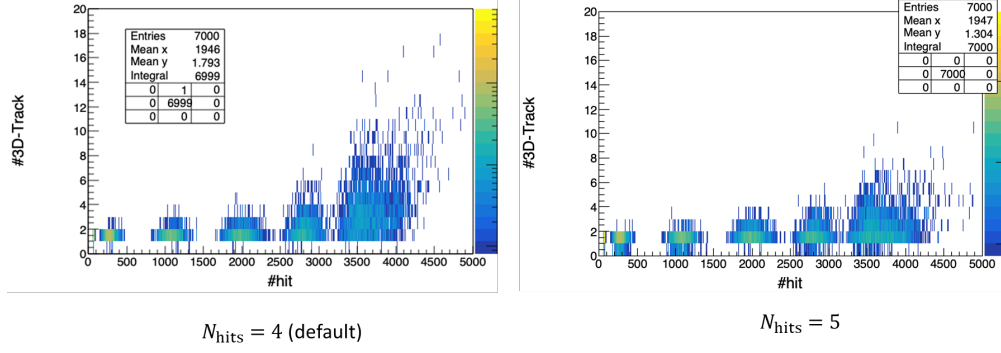 20
18
16
14
12
10
8
6
4
2
0
#3D-Track
Entries 7000
Mean x 1946
Mean y 1.793
Integral 6999
0 1 0
0 6999 0
0 0 0
0 500 1000 1500 2000 2500 3000 3500 4000 4500 5000
#hit
N_hits = 4 (default)
20
18
16
14
12
10
8
6
4
2
0
#3D-Track
Entries 7000
Mean x 1947
Mean y 1.304
Integral 7000
0 0 0
0 7000 0
0 0 0
0 500 1000 1500 2000 2500 3000 3500 4000 4500 5000
#hit
N_hits = 5